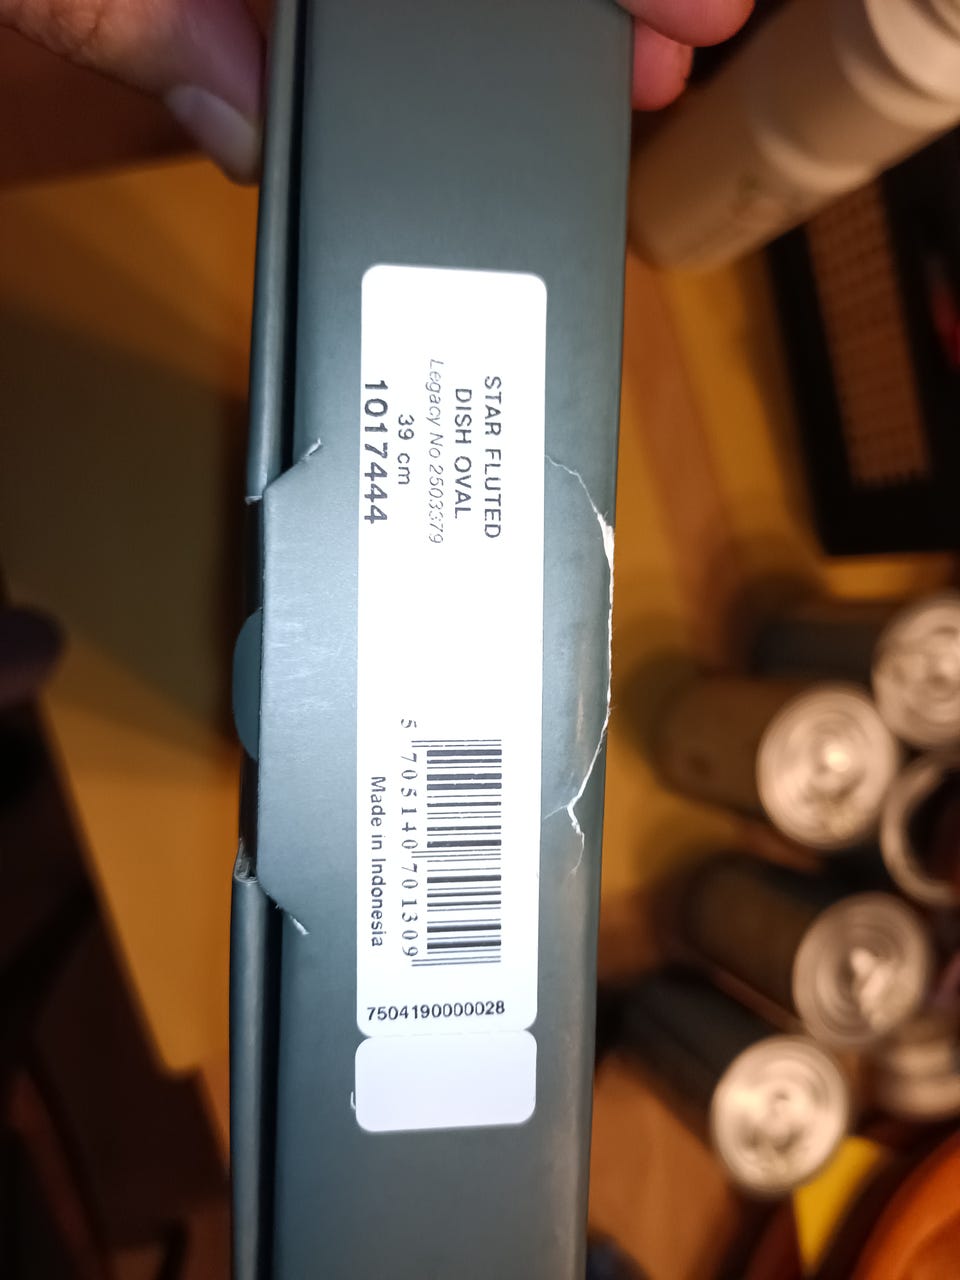 STAR FLUTED
DISH OVAL
Legacy No 2503379
39 cm
1017444
5 705140 701309
Made in Indonesia
7504190000028